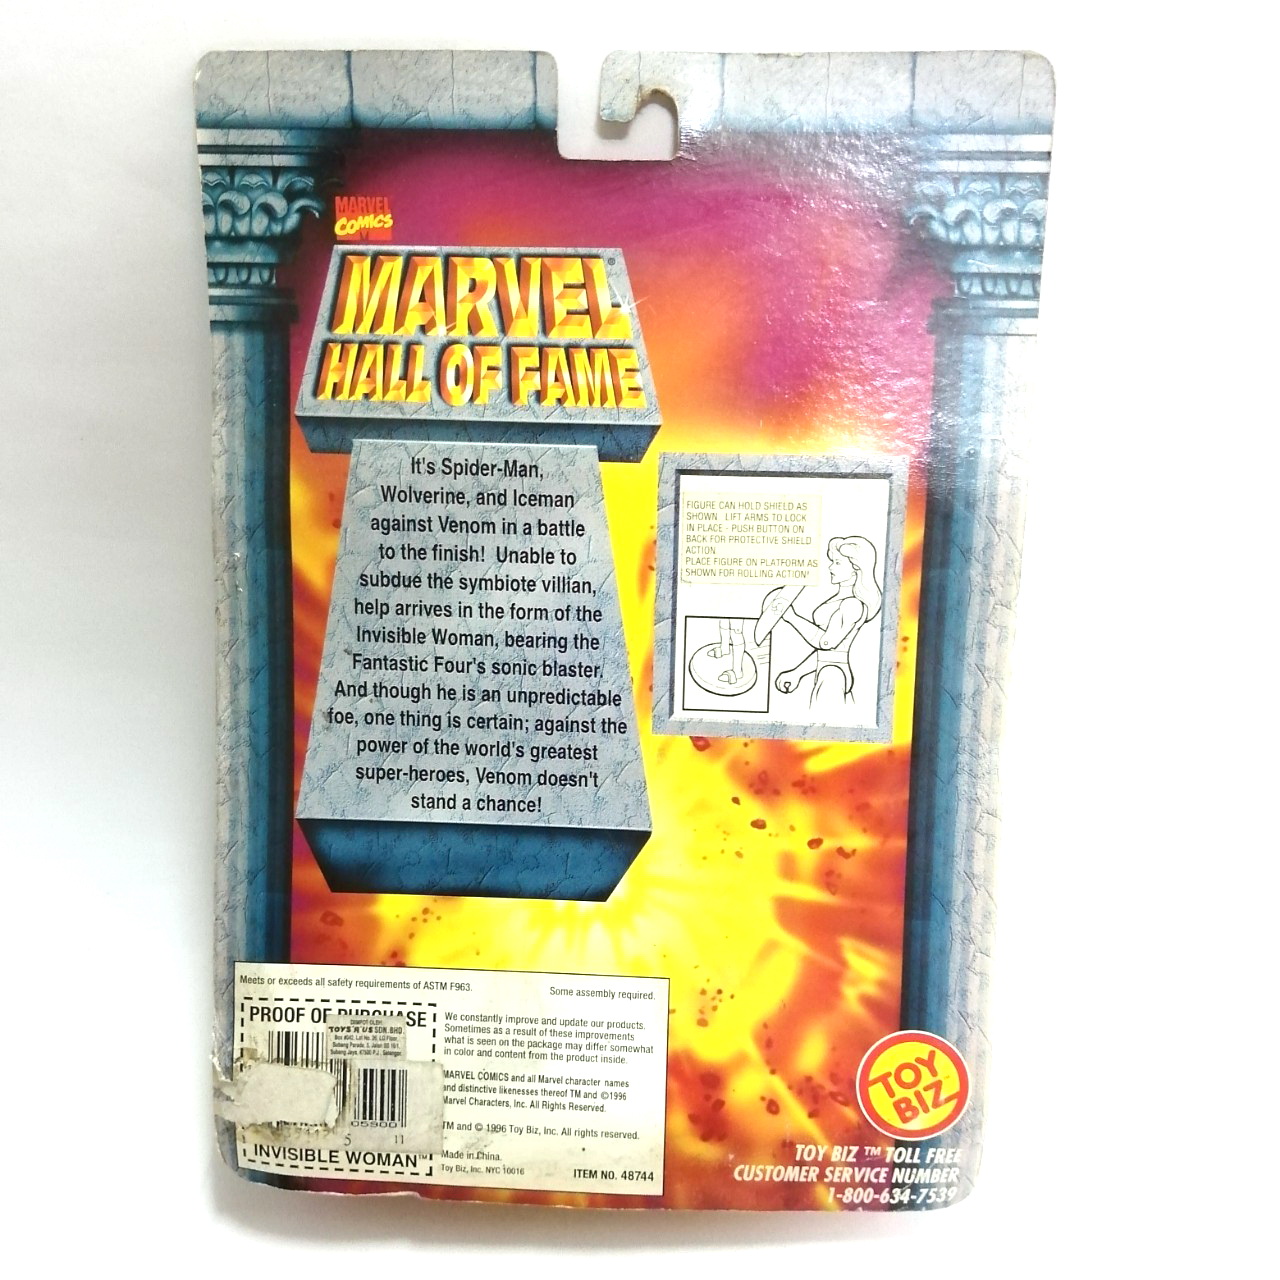 MARVEL
COMICS
MARVEL®
HALL OF FAME
It's Spider-Man,
Wolverine, and Iceman
against Venom in a battle
to the finish! Unable to
subdue the symbiote villian,
help arrives in the form of the
Invisible Woman, bearing the
Fantastic Four's sonic blaster.
And though he is an unpredictable
foe, one thing is certain; against the
power of the world's greatest
super-heroes, Venom doesn't
stand a chance!
FIGURE CAN HOLD SHIELD AS
SHOWN. LIFT ARMS TO LOCK
IN PLACE - PUSH BUTTON ON
BACK FOR PROTECTIVE SHIELD
ACTION
PLACE FIGURE ON PLATFORM AS
SHOWN FOR ROLLING ACTION!
Meets or exceeds all safety requirements of ASTM F963.
Some assembly required.
PROOF OF PURCHASE
TOYS 'R' US SDN. BHD.
05900
5 11
INVISIBLE WOMAN™
We constantly improve and update our products.
Sometimes as a result of these improvements
what is seen on the package may differ somewhat
in color and content from the product inside.
MARVEL COMICS and all Marvel character names
and distinctive likenesses thereof TM and ©1996
Marvel Characters, Inc. All Rights Reserved.
TM and © 1996 Toy Biz, Inc. All rights reserved.
Made in China.
Toy Biz, Inc. NYC 10016
ITEM NO. 48744
TOY
BIZ
TOY BIZ ™ TOLL FREE
CUSTOMER SERVICE NUMBER
1-800-634-7539